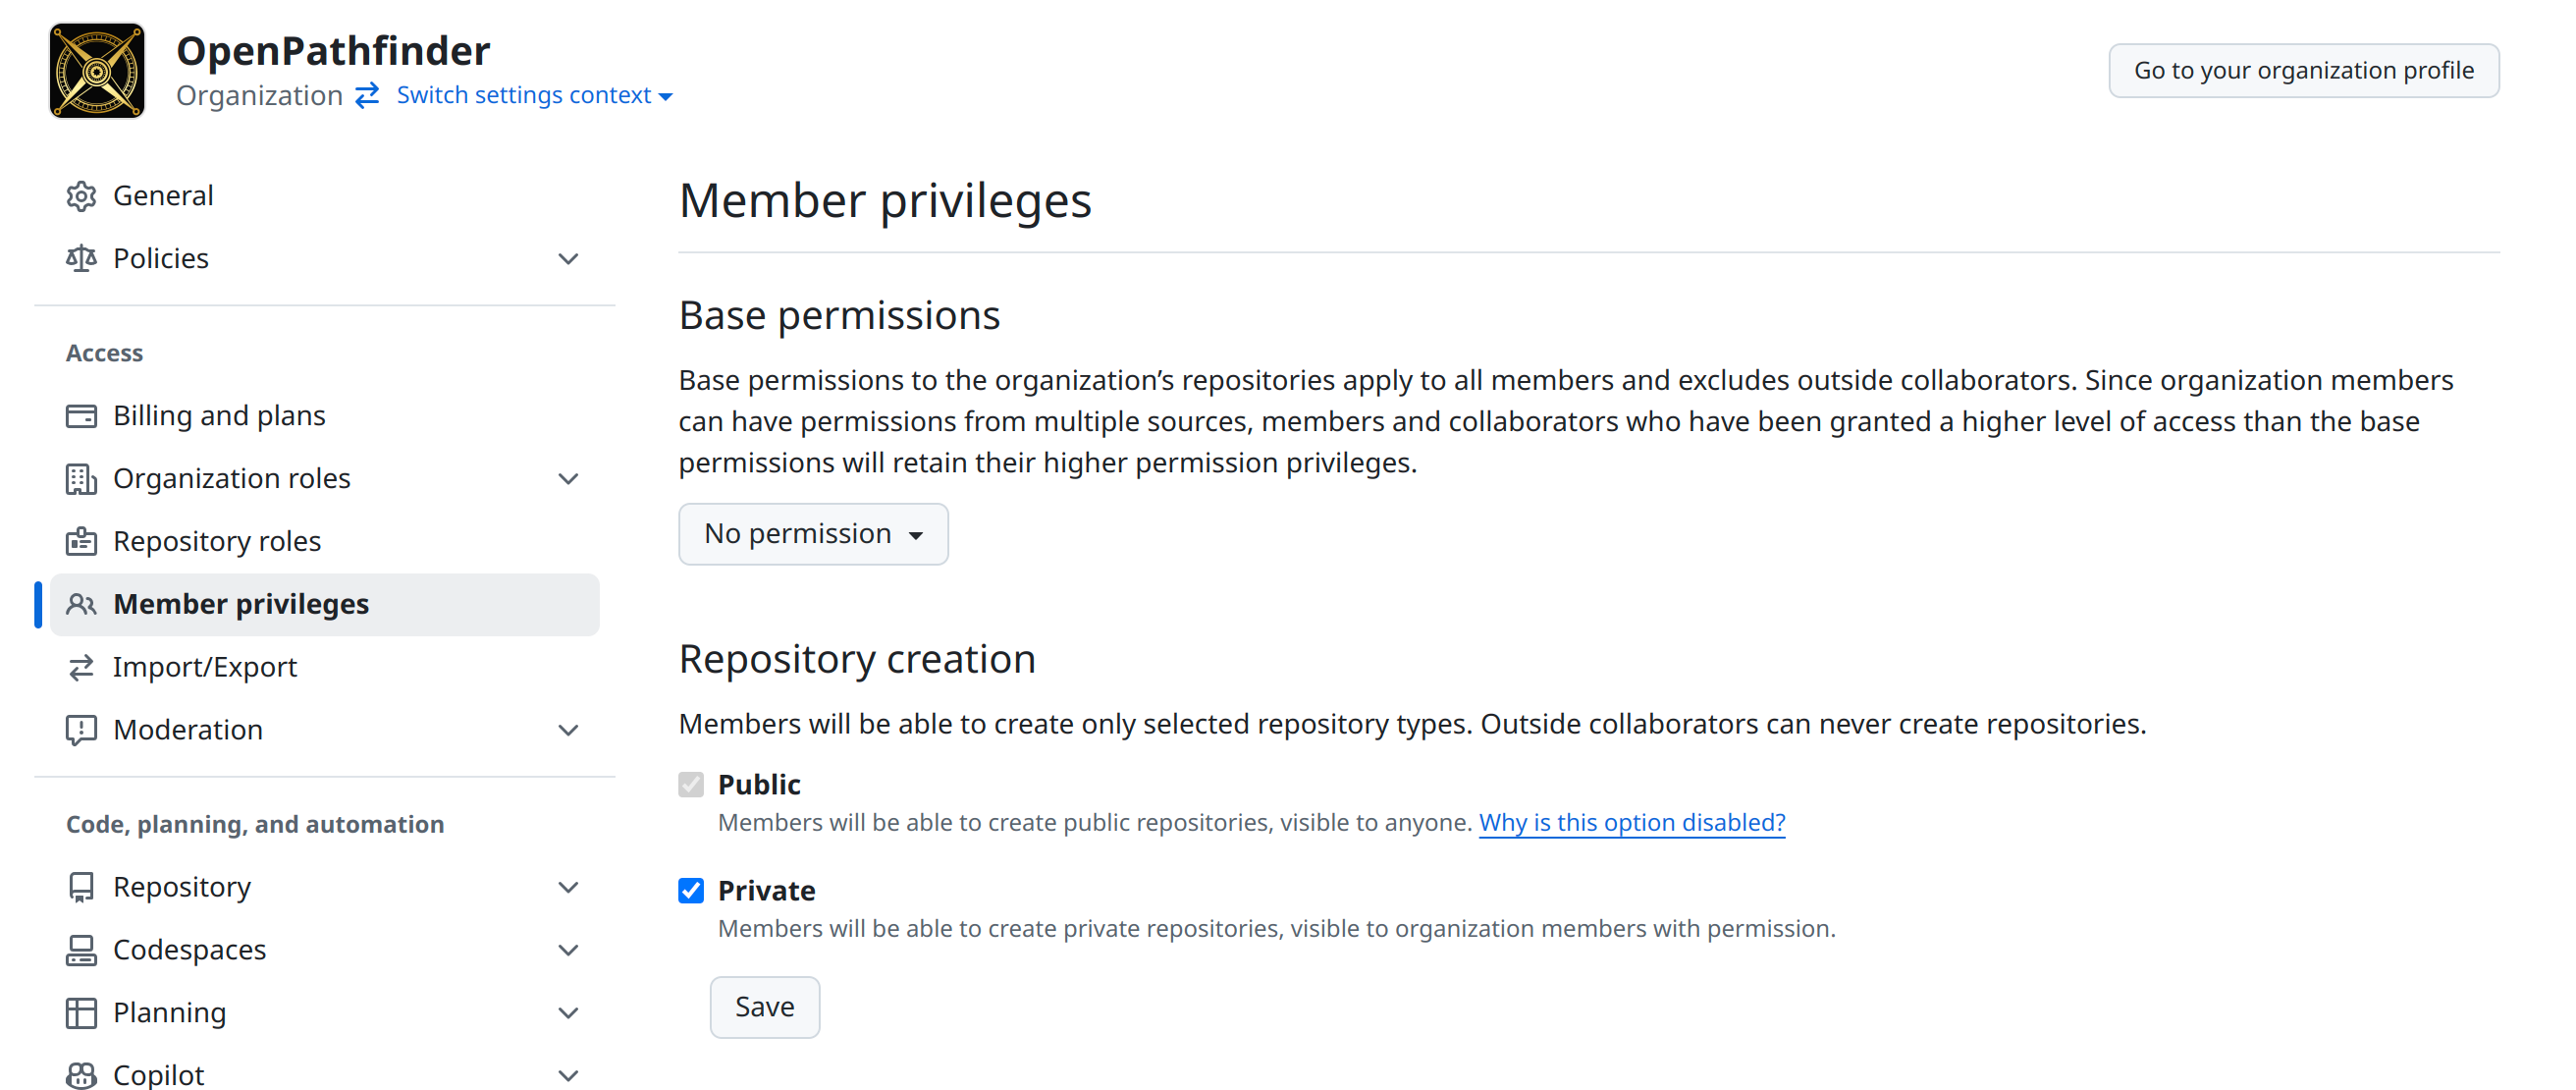 OpenPathfinder
Organization Switch settings context
Go to your organization profile
General
Policies
Access
Billing and plans
Organization roles
Repository roles
Member privileges
Import/Export
Moderation
Code, planning, and automation
Repository
Codespaces
Planning
Copilot
Member privileges
Base permissions
Base permissions to the organization’s repositories apply to all members and excludes outside collaborators. Since organization members
can have permissions from multiple sources, members and collaborators who have been granted a higher level of access than the base
permissions will retain their higher permission privileges.
No permission
Repository creation
Members will be able to create only selected repository types. Outside collaborators can never create repositories.
Public
Members will be able to create public repositories, visible to anyone. Why is this option disabled?
Private
Members will be able to create private repositories, visible to organization members with permission.
Save